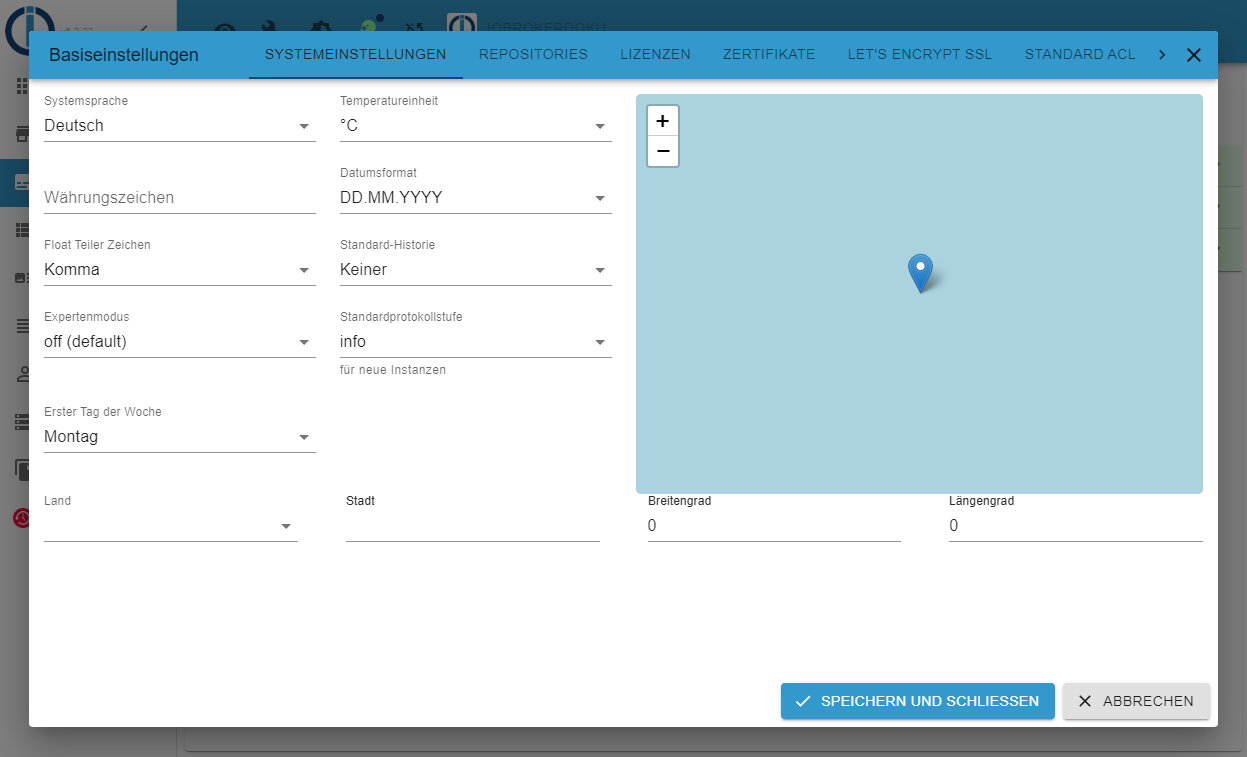 IOBROKERDOKU
Basiseinstellungen
SYSTEMEINSTELLUNGEN
REPOSITORIES
LIZENZEN
ZERTIFIKATE
LET'S ENCRYPT SSL
STANDARD ACL
Systemsprache
Deutsch
Temperatureinheit
°C
Währungszeichen
Datumsformat
DD.MM.YYYY
Float Teiler Zeichen
Komma
Standard-Historie
Keiner
Expertenmodus
off (default)
Standardprotokollstufe
info
für neue Instanzen
Erster Tag der Woche
Montag
+
−
Land
Stadt
Breitengrad
0
Längengrad
0
SPEICHERN UND SCHLIESSEN
ABBRECHEN